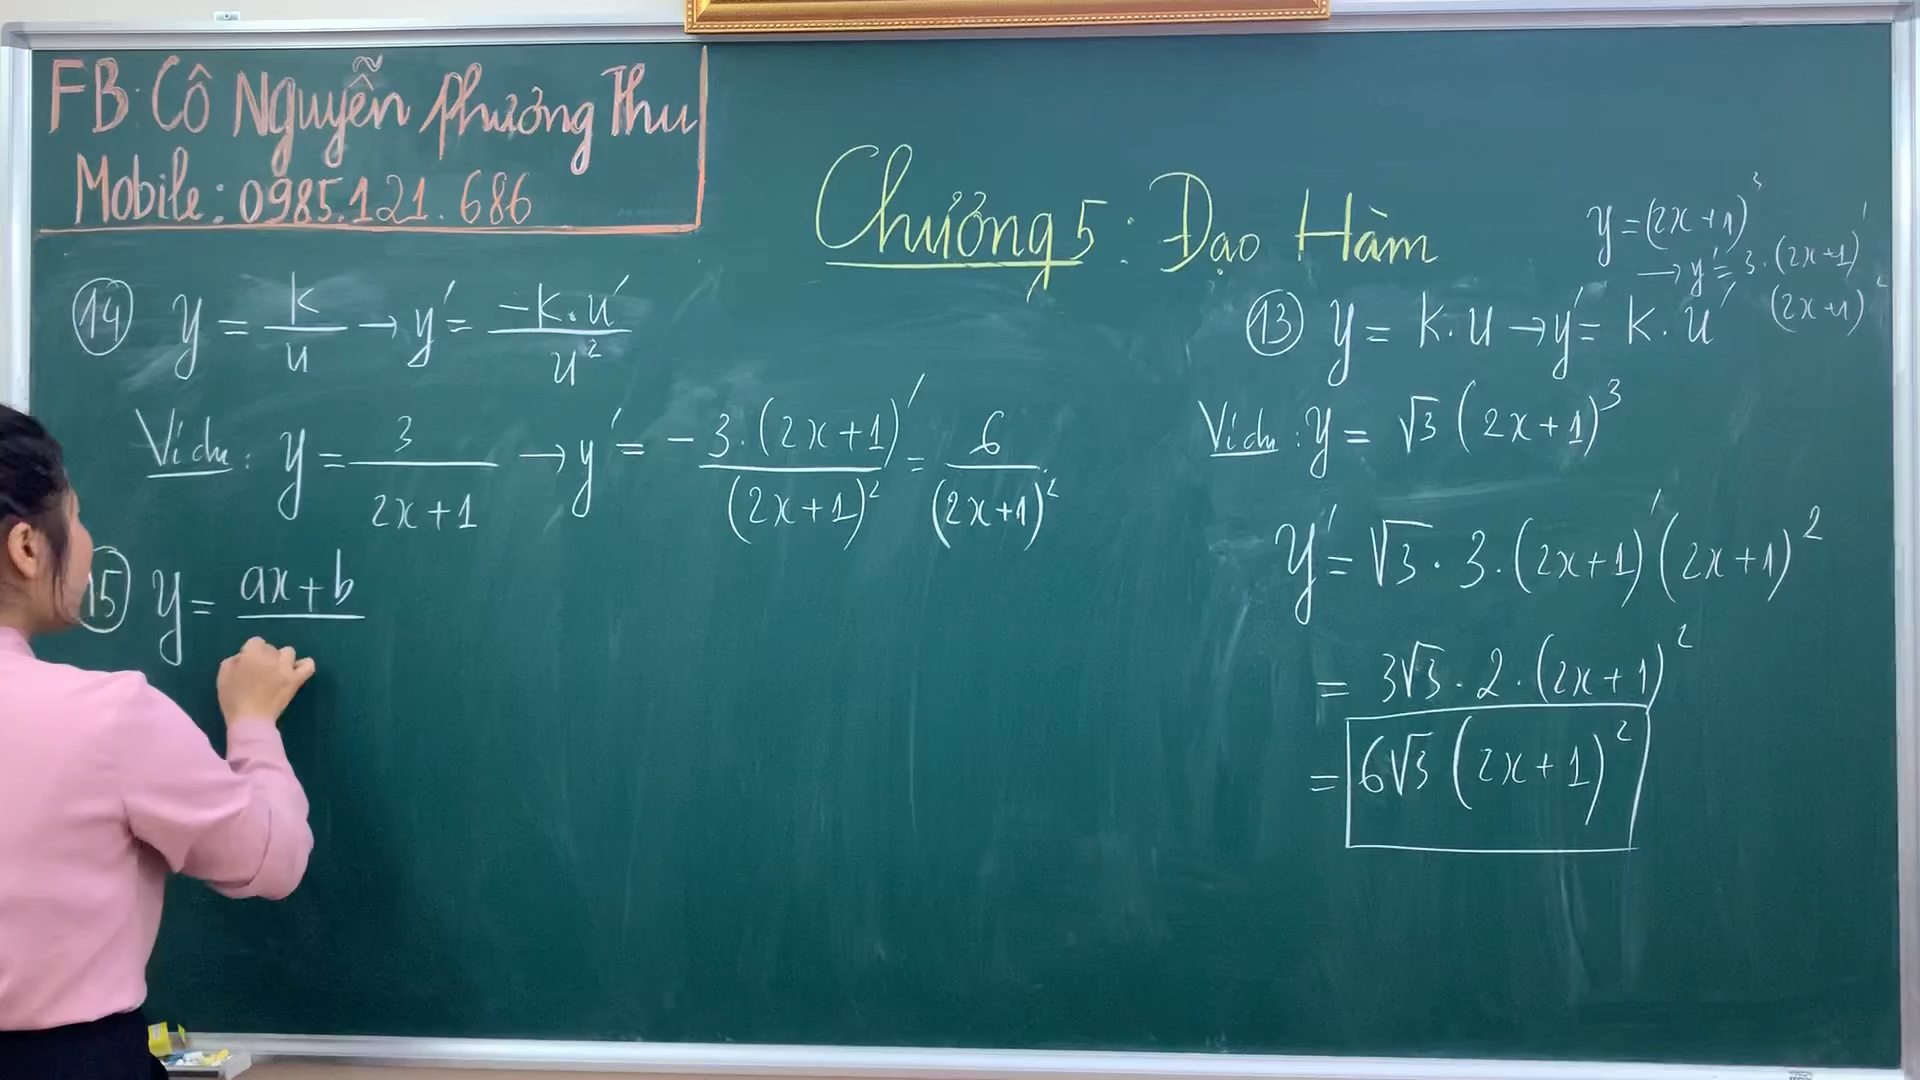 FB: Cô Nguyễn Phương Thu
Mobile: 0985.121.686
Chương 5: Đạo Hàm
⑭ y = k/u → y' = -k.u'/u²
Ví dụ: y = 3/(2x+1) → y' = -3.(2x+1)'/(2x+1)² = 6/(2x+1)²
⑮ y = ax+b
y = (2x+1)³
→ y' = 3.(2x+1)'
(2x+1)²
⑬ y = k.u → y' = k.u'
Ví dụ: y = √3 (2x+1)³
y' = √3 . 3.(2x+1)'(2x+1)²
= 3√3 . 2 . (2x+1)²
= 6√3 (2x+1)²